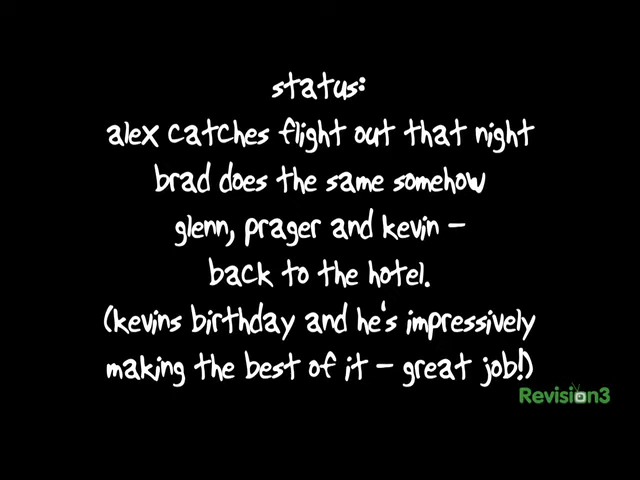 status:
alex catches flight out that night
brad does the same somehow
glenn, prager and kevin –
back to the hotel.
(kevins birthday and he's impressively
making the best of it – great job!)
Revision3